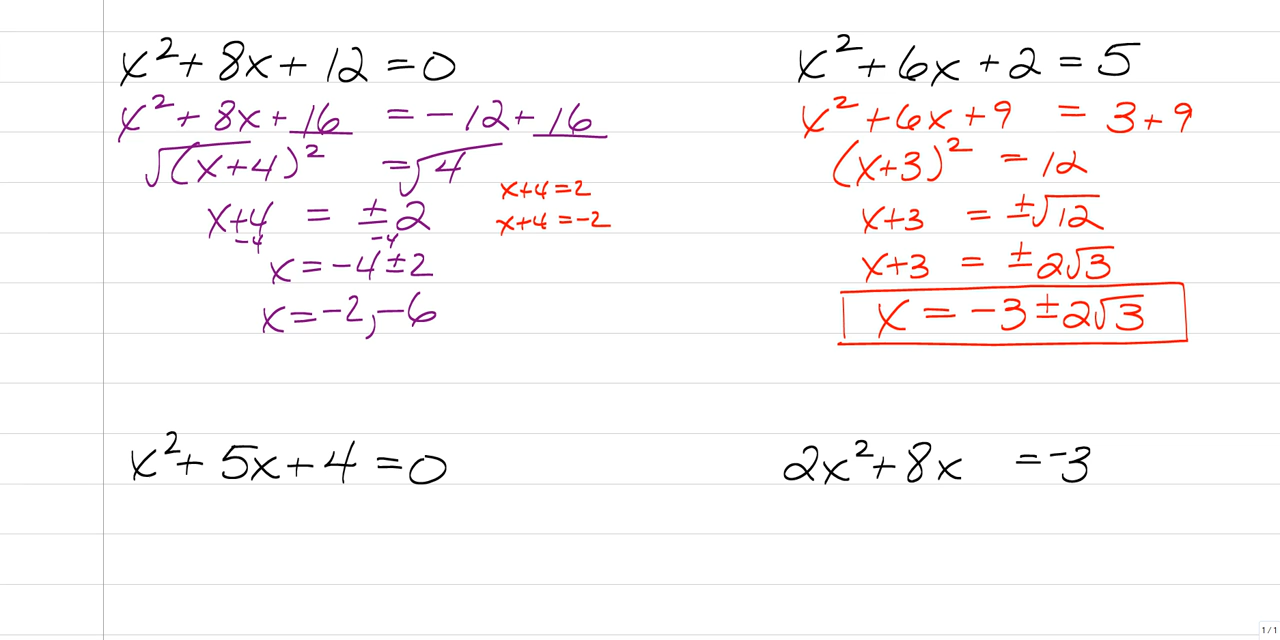 x² + 8x + 12 = 0
x² + 8x + 16 = -12 + 16
√(x+4)² = √4
x+4 = ± 2
-4 -4
x = -4 ± 2
x = -2, -6
x+4 = 2
x+4 = -2
x² + 6x + 2 = 5
x² + 6x + 9 = 3 + 9
(x+3)² = 12
x+3 = ±√12
x+3 = ± 2√3
x = -3 ± 2√3
x² + 5x + 4 = 0
2x² + 8x = -3
1 / 1